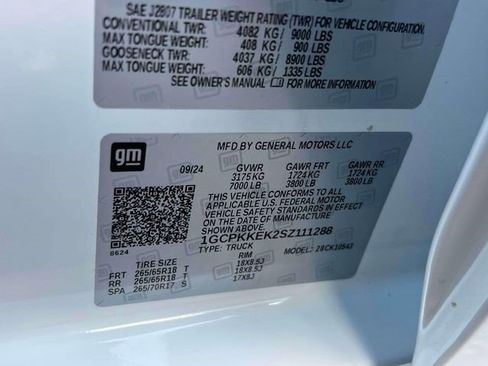 SAE J2807 TRAILER WEIGHT RATING (TWR) FOR VEHICLE CONFIGURATION.
CONVENTIONAL TWR: 4082 KG/ 9000 LBS
MAX TONGUE WEIGHT: 408 KG/ 900 LBS
GOOSENECK TWR: 4037 KG/ 8900 LBS
MAX TONGUE WEIGHT: 606 KG/ 1335 LBS
SEE OWNER'S MANUAL FOR MORE INFORMATION
gm
MFD BY GENERAL MOTORS LLC
09/24 GVWR GAWR FRT GAWR RR
3175 KG 1724 KG 1724 KG
7000 LB 3800 LB 3800 LB
THIS VEHICLE CONFORMS TO ALL
APPLICABLE U.S. FEDERAL MOTOR
VEHICLE SAFETY
IN EFFECT ON THE
DATE OF MANUFACTURE SHOWN ABOVE.
1GCPKKEK2SZ111288
8624 TYPE: TRUCK 28CK10543
TIRE SIZE RIM
FRT 265/65R18 T 18X8.5J
RR 265/65R18 T 18X8.5J
SPA 265/70R17 S 17X8J